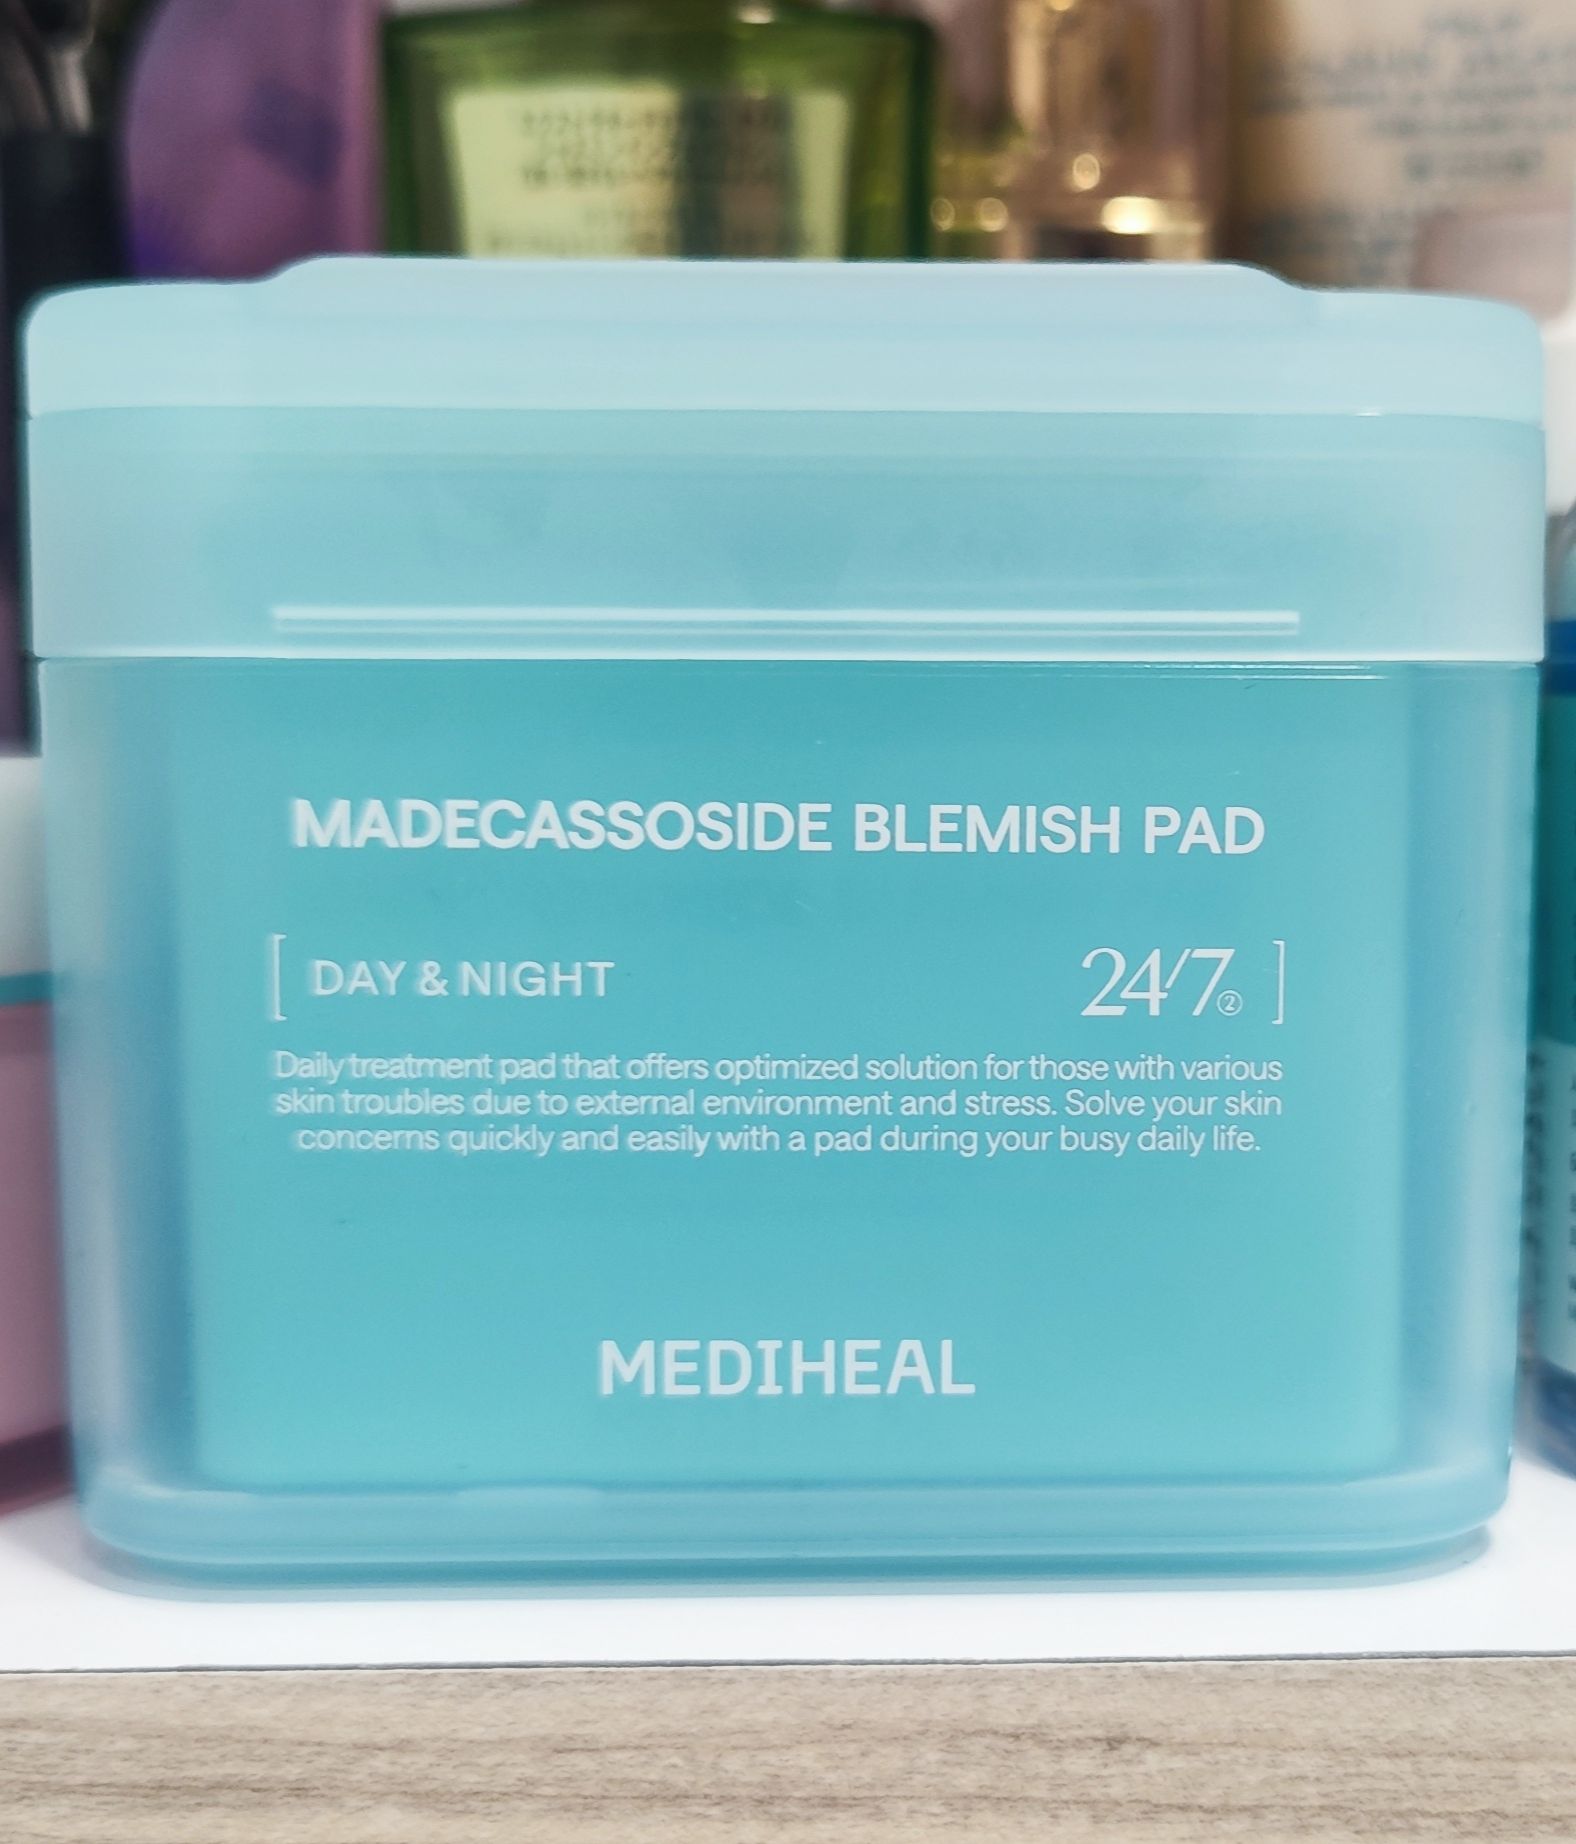 MADECASSOSIDE BLEMISH PAD
[ DAY & NIGHT 24/7② ]
Daily treatment pad that offers optimized solution for those with various
skin troubles due to external environment and stress. Solve your skin
concerns quickly and easily with a pad during your busy daily life.
MEDIHEAL